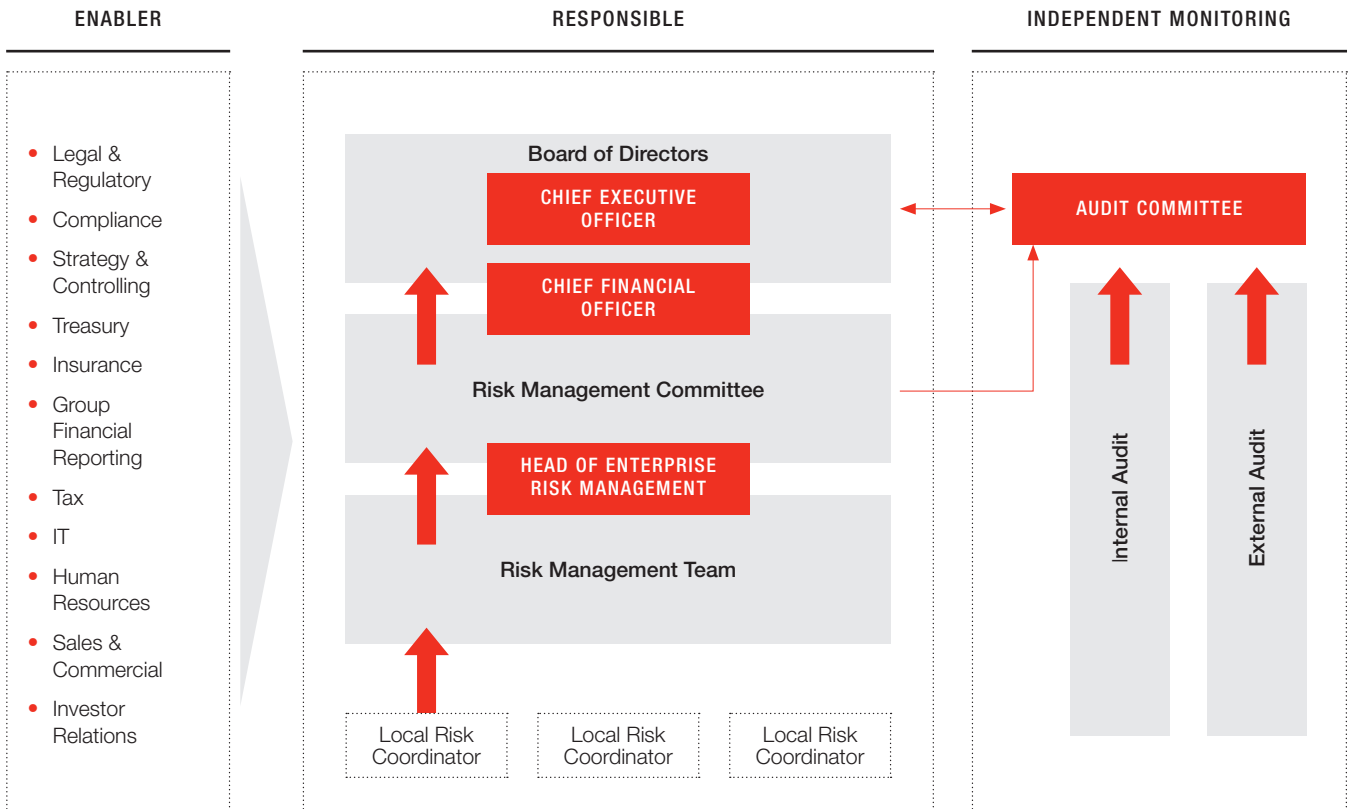 ENABLER
RESPONSIBLE
INDEPENDENT MONITORING
Legal &
Regulatory
Compliance
Strategy &
Controlling
Treasury
Insurance
Group
Financial
Reporting
Tax
IT
Human
Resources
Sales &
Commercial
Investor
Relations
Board of Directors
CHIEF EXECUTIVE
OFFICER
CHIEF FINANCIAL
OFFICER
Risk Management Committee
HEAD OF ENTERPRISE
RISK MANAGEMENT
Risk Management Team
Local Risk
Coordinator
Local Risk
Coordinator
Local Risk
Coordinator
AUDIT COMMITTEE
Internal Audit
External Audit